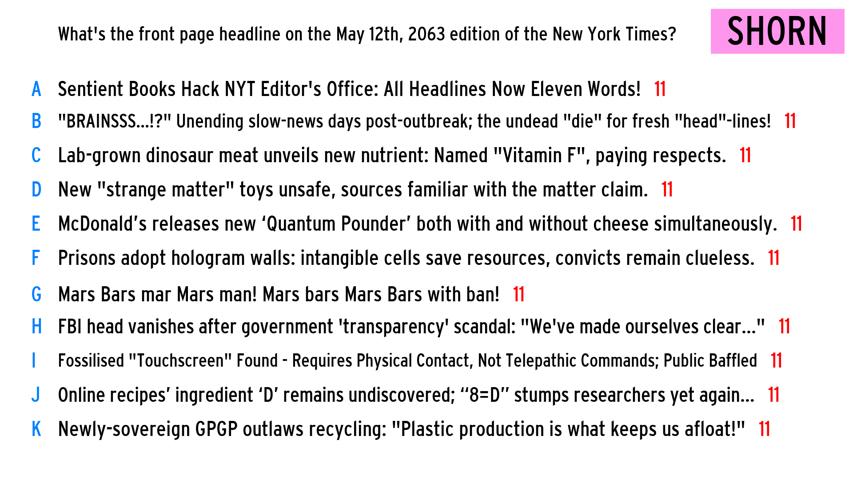 What's the front page headline on the May 12th, 2063 edition of the New York Times?
SHORN
A Sentient Books Hack NYT Editor's Office: All Headlines Now Eleven Words! 11
B "BRAINSSS...!?" Unending slow-news days post-outbreak; the undead "die" for fresh "head"-lines! 11
C Lab-grown dinosaur meat unveils new nutrient: Named "Vitamin F", paying respects. 11
D New "strange matter" toys unsafe, sources familiar with the matter claim. 11
E McDonald’s releases new ‘Quantum Pounder’ both with and without cheese simultaneously. 11
F Prisons adopt hologram walls: intangible cells save resources, convicts remain clueless. 11
G Mars Bars mar Mars man! Mars bars Mars Bars with ban! 11
H FBI head vanishes after government 'transparency' scandal: "We've made ourselves clear..." 11
I Fossilised "Touchscreen" Found - Requires Physical Contact, Not Telepathic Commands; Public Baffled 11
J Online recipes’ ingredient ‘D’ remains undiscovered; “8=D” stumps researchers yet again... 11
K Newly-sovereign GPGP outlaws recycling: "Plastic production is what keeps us afloat!" 11